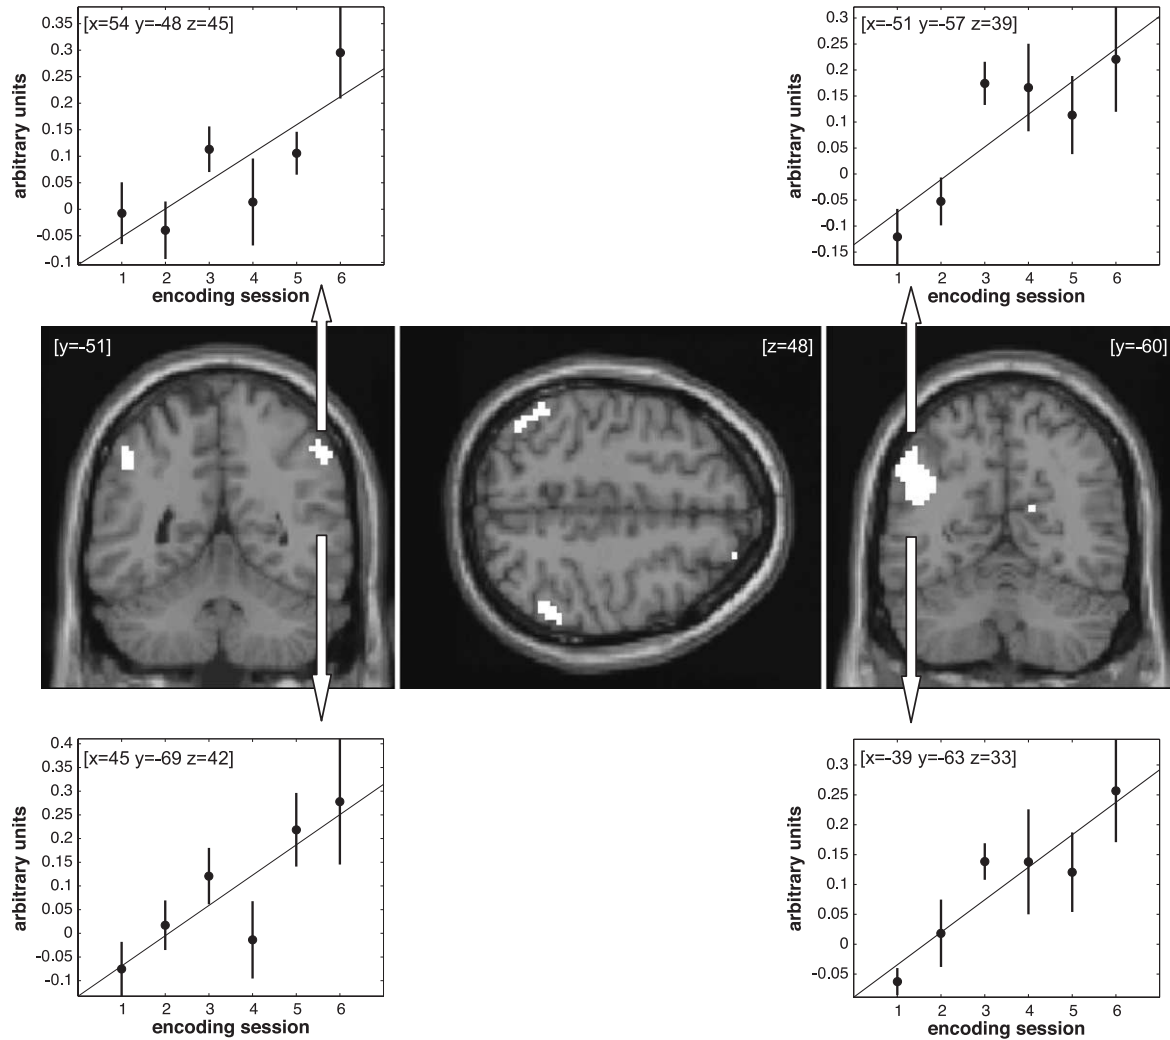 [x=54 y=-48 z=45]
arbitrary units
0.35
0.3
0.25
0.2
0.15
0.1
0.05
0
-0.05
-0.1
1 2 3 4 5 6
encoding session
[x=-51 y=-57 z=39]
arbitrary units
0.3
0.25
0.2
0.15
0.1
0.05
0
-0.05
-0.1
-0.15
1 2 3 4 5 6
encoding session
[y=-51]
[z=48]
[y=-60]
[x=45 y=-69 z=42]
arbitrary units
0.4
0.35
0.3
0.25
0.2
0.15
0.1
0.05
0
-0.05
-0.1
1 2 3 4 5 6
encoding session
[x=-39 y=-63 z=33]
arbitrary units
0.3
0.25
0.2
0.15
0.1
0.05
0
-0.05
1 2 3 4 5 6
encoding session